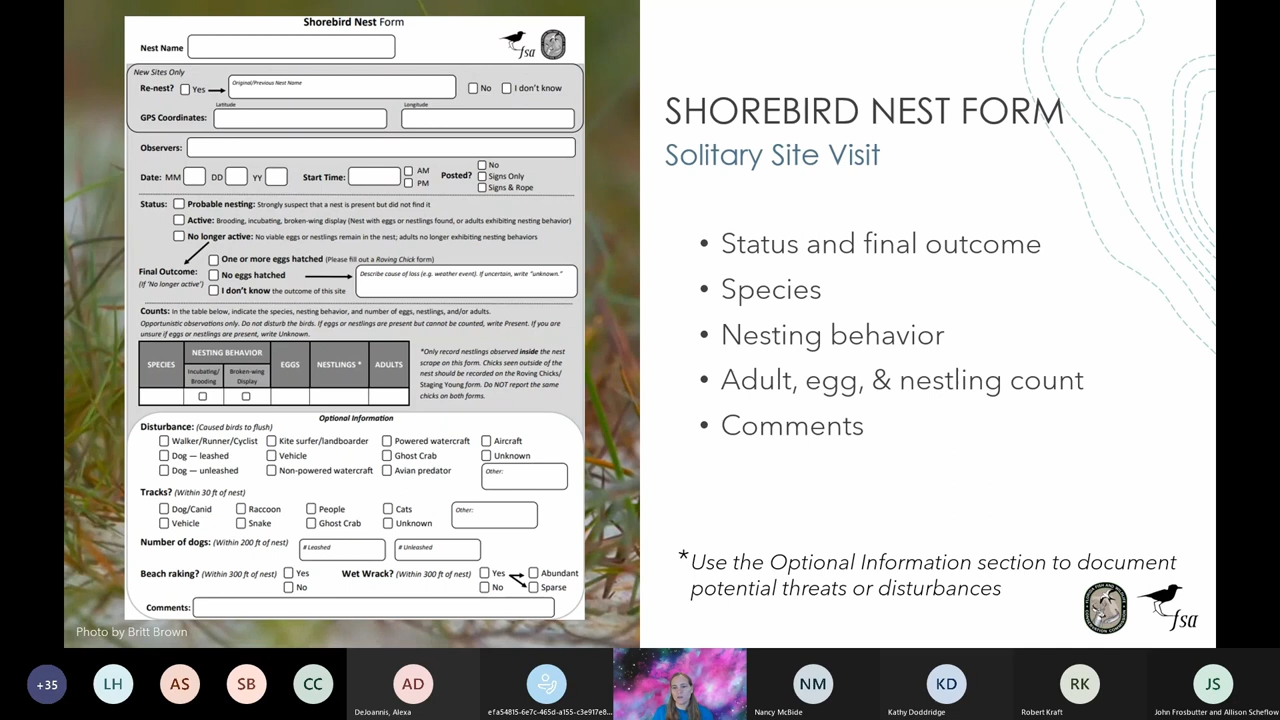 Shorebird Nest Form
Nest Name
fsa
New Sites Only
Re-nest? Yes Original/Previous Nest Name No I don't know
Latitude Longitude
GPS Coordinates:
Observers:
Date: MM DD YY Start Time: AM PM Posted? No Signs Only Signs & Rope
Status: Probable nesting: Strongly suspect that a nest is present but did not find it
Active: Brooding, incubating, broken-wing display (Nest with eggs or nestlings found, or adults exhibiting nesting behavior)
No longer active: No viable eggs or nestlings remain in the nest; adults no longer exhibiting nesting behaviors
Final Outcome:
(If 'No longer active')
One or more eggs hatched (Please fill out a Roving Chick form)
No eggs hatched
I don't know the outcome of this site
Describe cause of loss (e.g. weather event). If uncertain, write "unknown."
Counts: In the table below, indicate the species, nesting behavior, and number of eggs, nestlings, and/or adults.
Opportunistic observations only. Do not disturb the birds. If eggs or nestlings are present but cannot be counted, write Present. If you are
unsure if eggs or nestlings are present, write Unknown.
SPECIES NESTING BEHAVIOR EGGS NESTLINGS * ADULTS
Incubating/ Brooding Broken-wing Display
*Only record nestlings observed inside the nest
scrape on this form. Chicks seen outside of the
nest should be recorded on the Roving Chicks/
Staging Young form. Do NOT report the same
chicks on both forms.
Optional Information
Disturbance: (Caused birds to flush)
Walker/Runner/Cyclist Kite surfer/landboarder Powered watercraft Aircraft
Dog — leashed Vehicle Ghost Crab Unknown
Dog — unleashed Non-powered watercraft Avian predator Other:
Tracks? (Within 30 ft of nest)
Dog/Canid Raccoon People Cats Other:
Vehicle Snake Ghost Crab Unknown
Number of dogs: (Within 200 ft of nest) # Leashed # Unleashed
Beach raking? (Within 300 ft of nest) Yes Wet Wrack? (Within 300 ft of nest) Yes Abundant
No No Sparse
Comments:
Photo by Britt Brown
SHOREBIRD NEST FORM
Solitary Site Visit
• Status and final outcome
• Species
• Nesting behavior
• Adult, egg, & nestling count
• Comments
*Use the Optional Information section to document
potential threats or disturbances
fsa
+35 LH AS SB CC AD NM KD RK JS
DeJoannis, Alexa efa54815-6e7c-465d-a155-c3e917e8... Nancy McBide Kathy Doddridge Robert Kraft John Frosbutter and Allison Scheflow